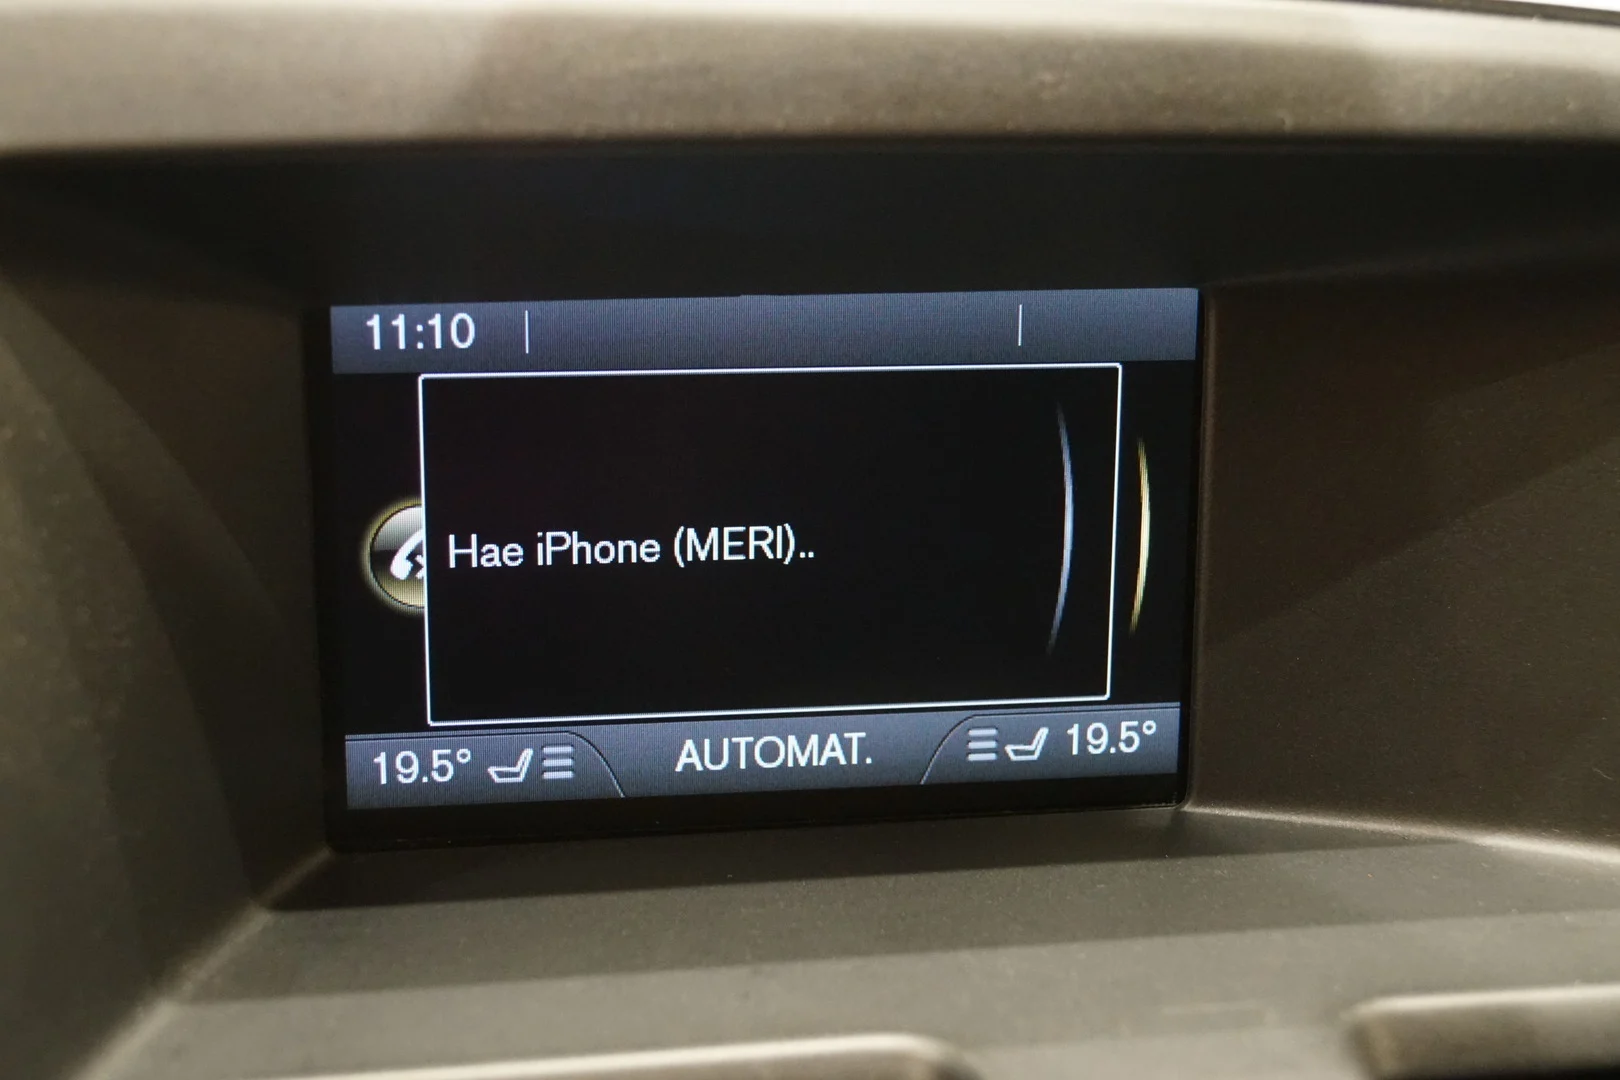 11:10
Hae iPhone (MERI)..
19.5° AUTOMAT. 19.5°